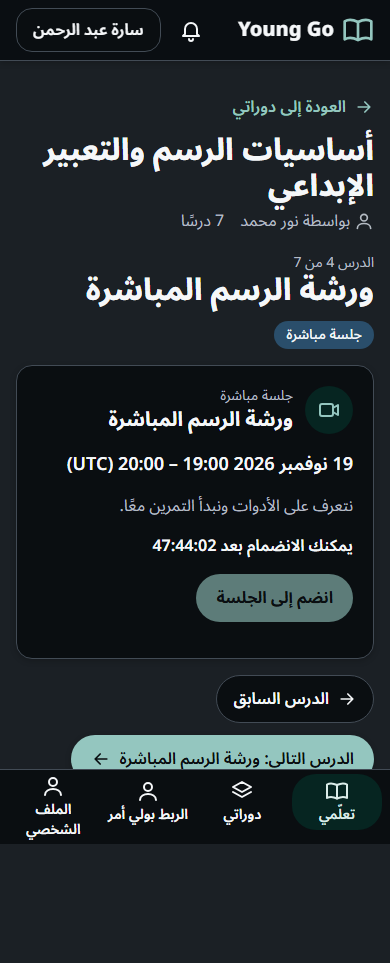 Young Go
سارة عبد الرحمن
العودة إلى دوراتي
أساسيات الرسم والتعبير
الإبداعي
بواسطة نور محمد 7 درسًا
الدرس 4 من 7
ورشة الرسم المباشرة
جلسة مباشرة
جلسة مباشرة
ورشة الرسم المباشرة
19 نوفمبر 2026 19:00 – 20:00 (UTC)
نتعرف على الأدوات ونبدأ التمرين معًا.
يمكنك الانضمام بعد 47:44:02
انضم إلى الجلسة
الدرس السابق
الدرس التالي: ورشة الرسم المباشرة
تعلّمي
دوراتي
الربط بولي أمر
الملف
الشخصي